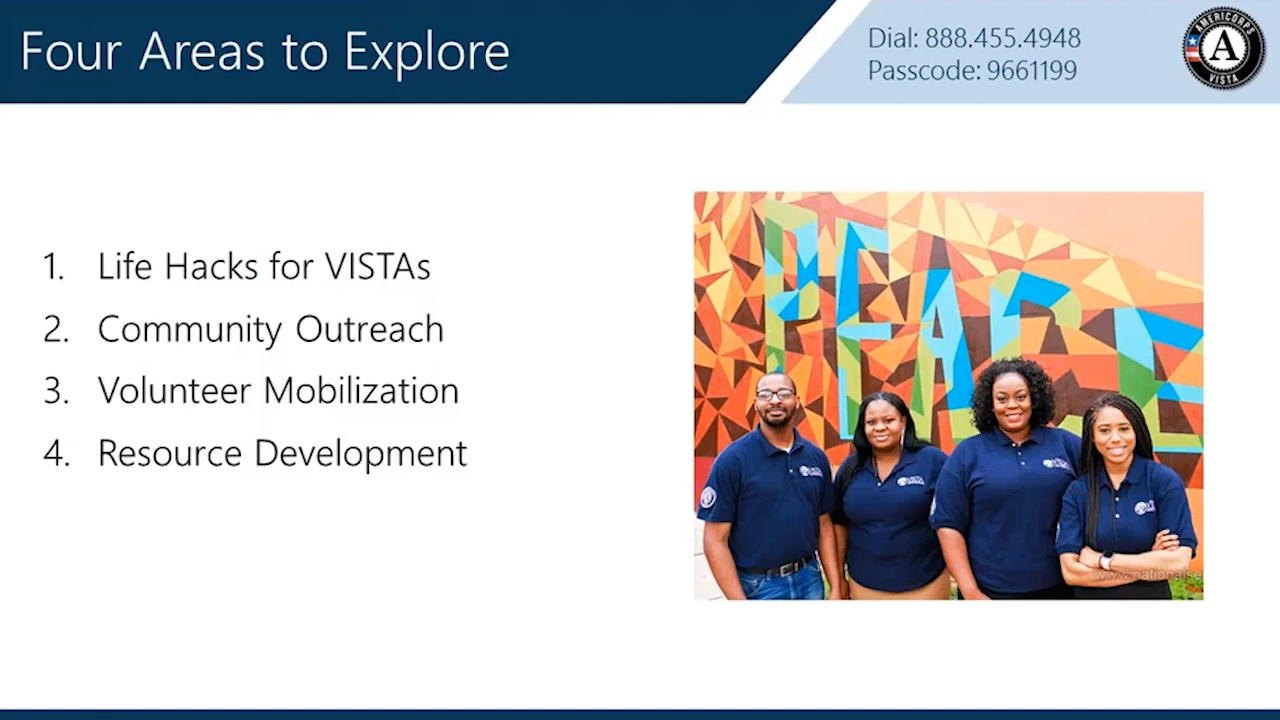 Four Areas to Explore
Dial: 888.455.4948
Passcode: 9661199
AMERICORPS
A
VISTA
1. Life Hacks for VISTAs
2. Community Outreach
3. Volunteer Mobilization
4. Resource Development
PEACE